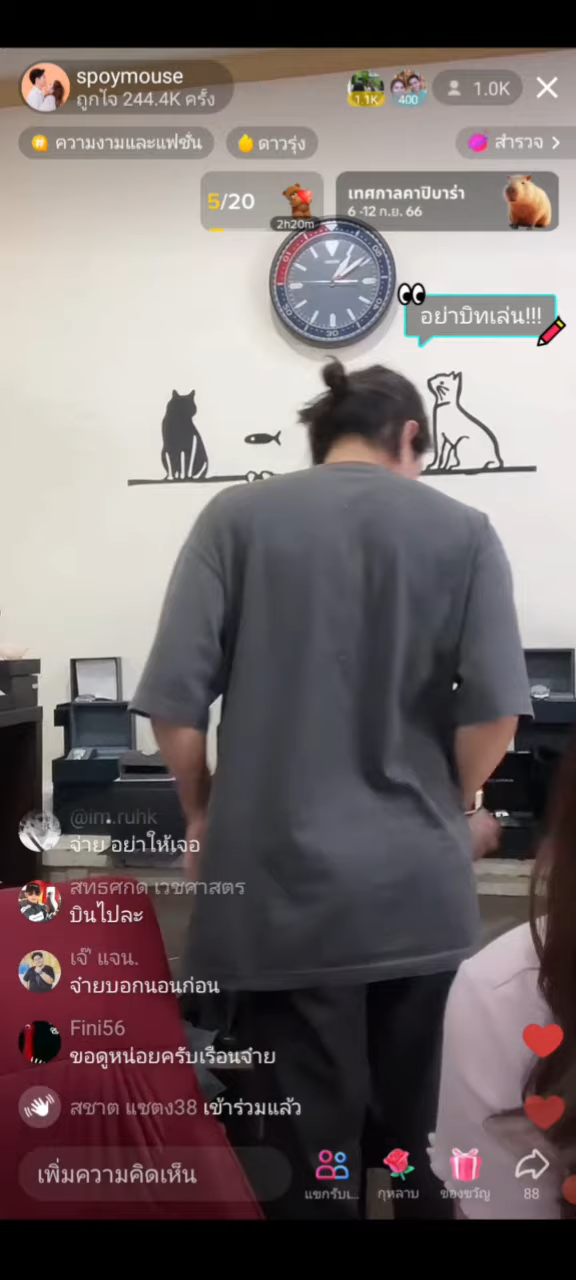 spoymouse
ถูกใจ 244.4K ครั้ง
1.1K
400
1.0K
ความงามและแฟชั่น
ดาวรุ่ง
สำรวจ >
5/20
2h20m
เทศกาลคาปิบาร่า
6 -12 ก.ย. 66
อย่าบิทเล่น!!!
@im.ruhk
จ่าย อย่าให้เจอ
สทธศกด เวชศาสตร
บินไปละ
เจ๊ แจน.
จ๋ายบอกนอนก่อน
Fini56
ขอดูหน่อยครับเรือนจ๋าย
สชาต แซตง38 เข้าร่วมแล้ว
เพิ่มความคิดเห็น
แขกรับเ...
กุหลาบ
ของขวัญ
88